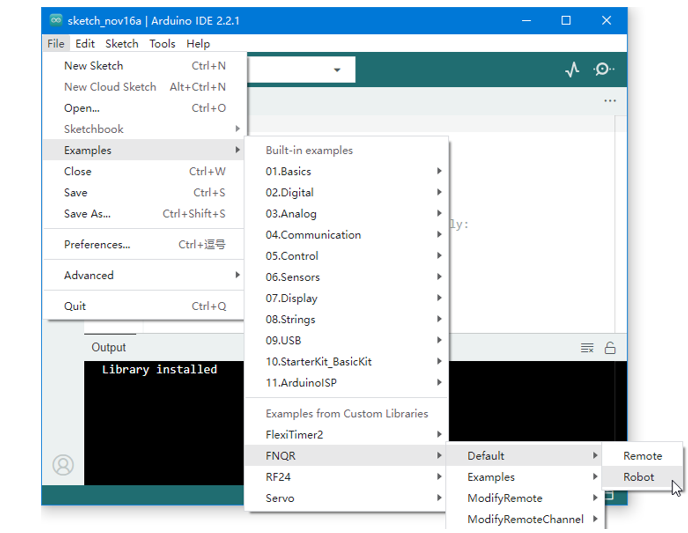 sketch_nov16a | Arduino IDE 2.2.1
File Edit Sketch Tools Help
New Sketch Ctrl+N
New Cloud Sketch Alt+Ctrl+N
Open... Ctrl+O
Sketchbook
Examples
Close Ctrl+W
Save Ctrl+S
Save As... Ctrl+Shift+S
Preferences... Ctrl+逗号
Advanced
Quit Ctrl+Q
Built-in examples
01.Basics
02.Digital
03.Analog
04.Communication
05.Control
06.Sensors
07.Display
08.Strings
09.USB
10.StarterKit_BasicKit
11.ArduinoISP
Examples from Custom Libraries
FlexiTimer2
FNQR
RF24
Servo
Default
Examples
ModifyRemote
ModifyRemoteChannel
Remote
Robot
ly:
Output
Library installed